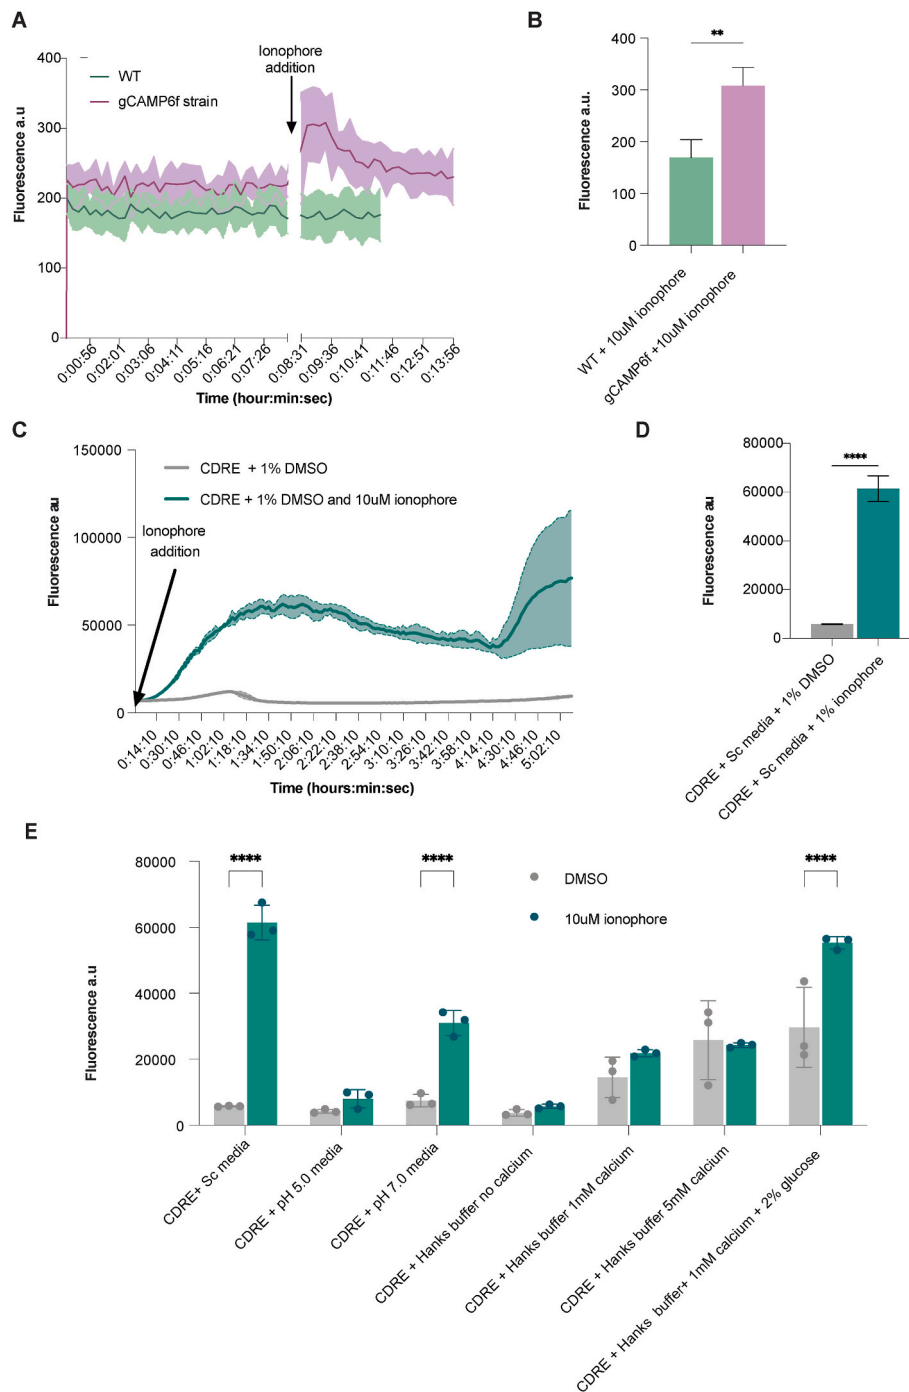 A
Ionophore
addition
400
300
200
100
0
Fluorescence a.u
WT
gCAMP6f strain
0:00:56
0:02:01
0:03:06
0:04:11
0:05:16
0:06:21
0:07:26
0:08:31
0:09:36
0:10:41
0:11:46
0:12:51
0:13:56
Time (hour:min:sec)
B
**
400
300
200
100
0
Fluorescence a.u.
WT + 10uM ionophore
gCAMP6f +10uM ionophore
C
150000
100000
50000
0
Fluorescence au
CDRE + 1% DMSO
CDRE + 1% DMSO and 10uM ionophore
Ionophore
addition
0:14:10
0:30:10
0:46:10
1:02:10
1:18:10
1:34:10
1:50:10
2:06:10
2:22:10
2:38:10
2:54:10
3:10:10
3:26:10
3:42:10
3:58:10
4:14:10
4:30:10
4:46:10
5:02:10
Time (hours:min:sec)
D
80000
60000
40000
20000
0
Fluorescence au
****
CDRE + Sc media + 1% DMSO
CDRE + Sc media + 1% ionophore
E
80000
60000
40000
20000
0
Fluorescence a.u
****
****
****
DMSO
10uM ionophore
CDRE+ Sc media
CDRE + pH 5.0 media
CDRE + pH 7.0 media
CDRE + Hanks buffer no calcium
CDRE + Hanks buffer 1mM calcium
CDRE + Hanks buffer 5mM calcium
CDRE + Hanks buffer+ 1mM calcium + 2% glucose